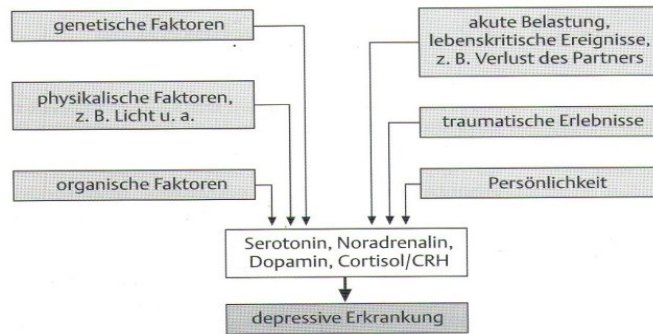 genetische Faktoren
physikalische Faktoren,
z. B. Licht u. a.
organische Faktoren
akute Belastung,
lebenskritische Ereignisse,
z. B. Verlust des Partners
traumatische Erlebnisse
Persönlichkeit
Serotonin, Noradrenalin,
Dopamin, Cortisol/CRH
depressive Erkrankung